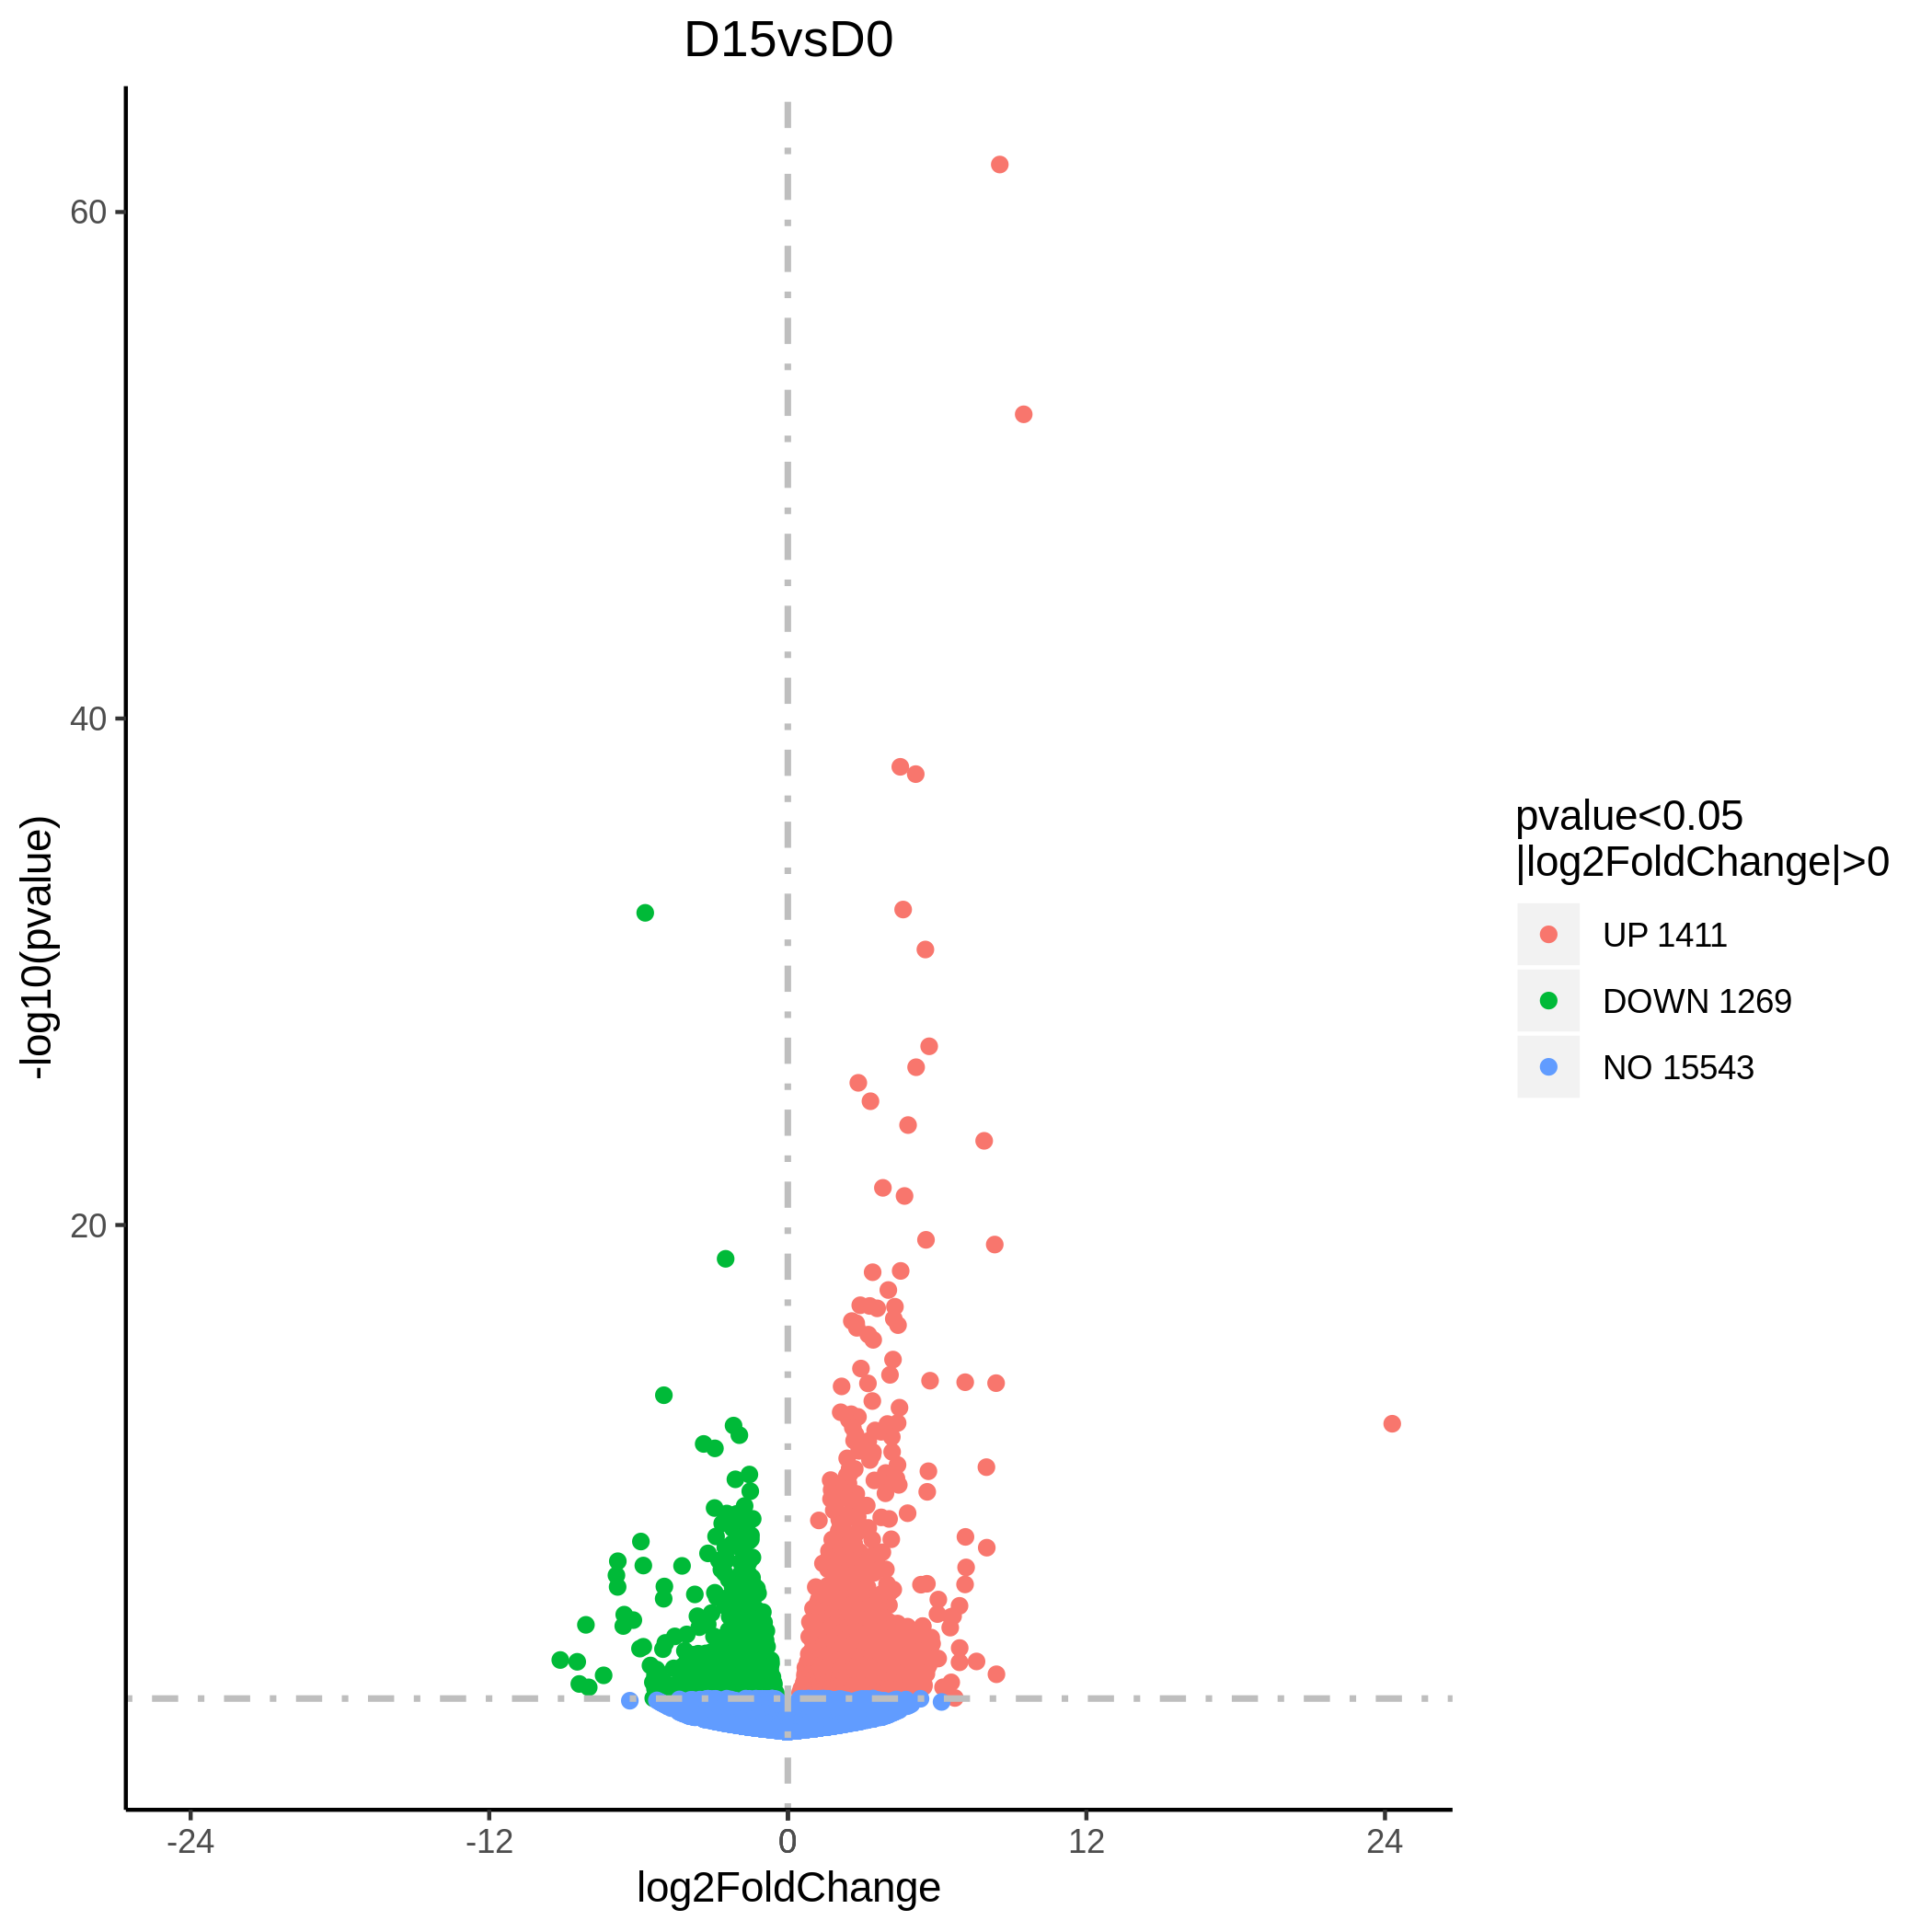 D15vsD0
60
40
20
-log10(pvalue)
-24
-12
0
12
24
log2FoldChange
pvalue<0.05
|log2FoldChange|>0
UP 1411
DOWN 1269
NO 15543